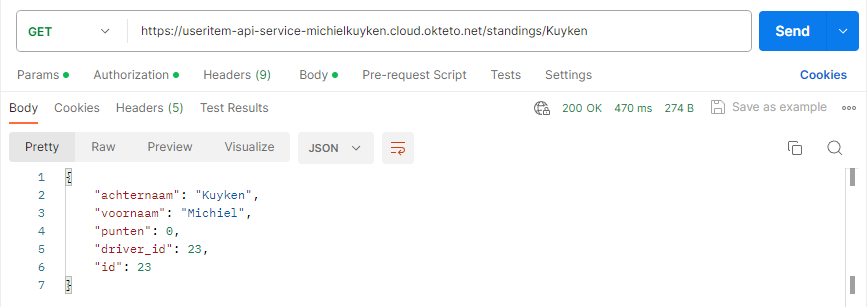 GET https://useritem-api-service-michielkuyken.cloud.okteto.net/standings/Kuyken Send
Params Authorization Headers (9) Body Pre-request Script Tests Settings Cookies
Body Cookies Headers (5) Test Results 200 OK 470 ms 274 B Save as example
Pretty Raw Preview Visualize JSON
1 {
2 "achternaam": "Kuyken",
3 "voornaam": "Michiel",
4 "punten": 0,
5 "driver_id": 23,
6 "id": 23
7 }